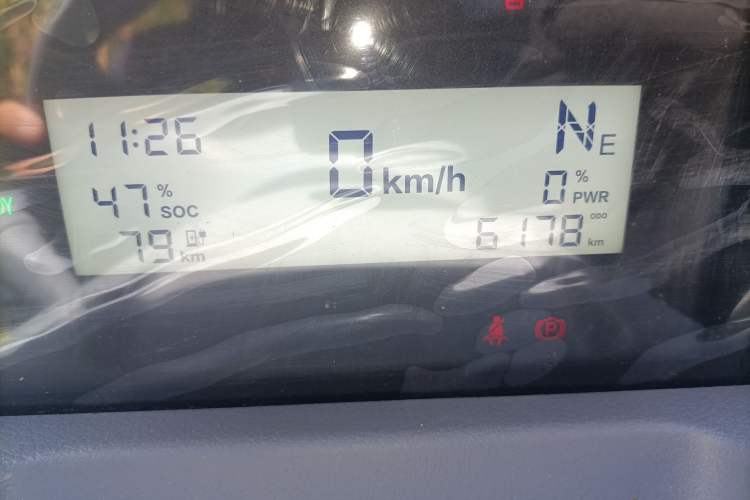 11:26
0 km/h
N E
47 % SOC
0 % PWR
79 km
6178 km
P